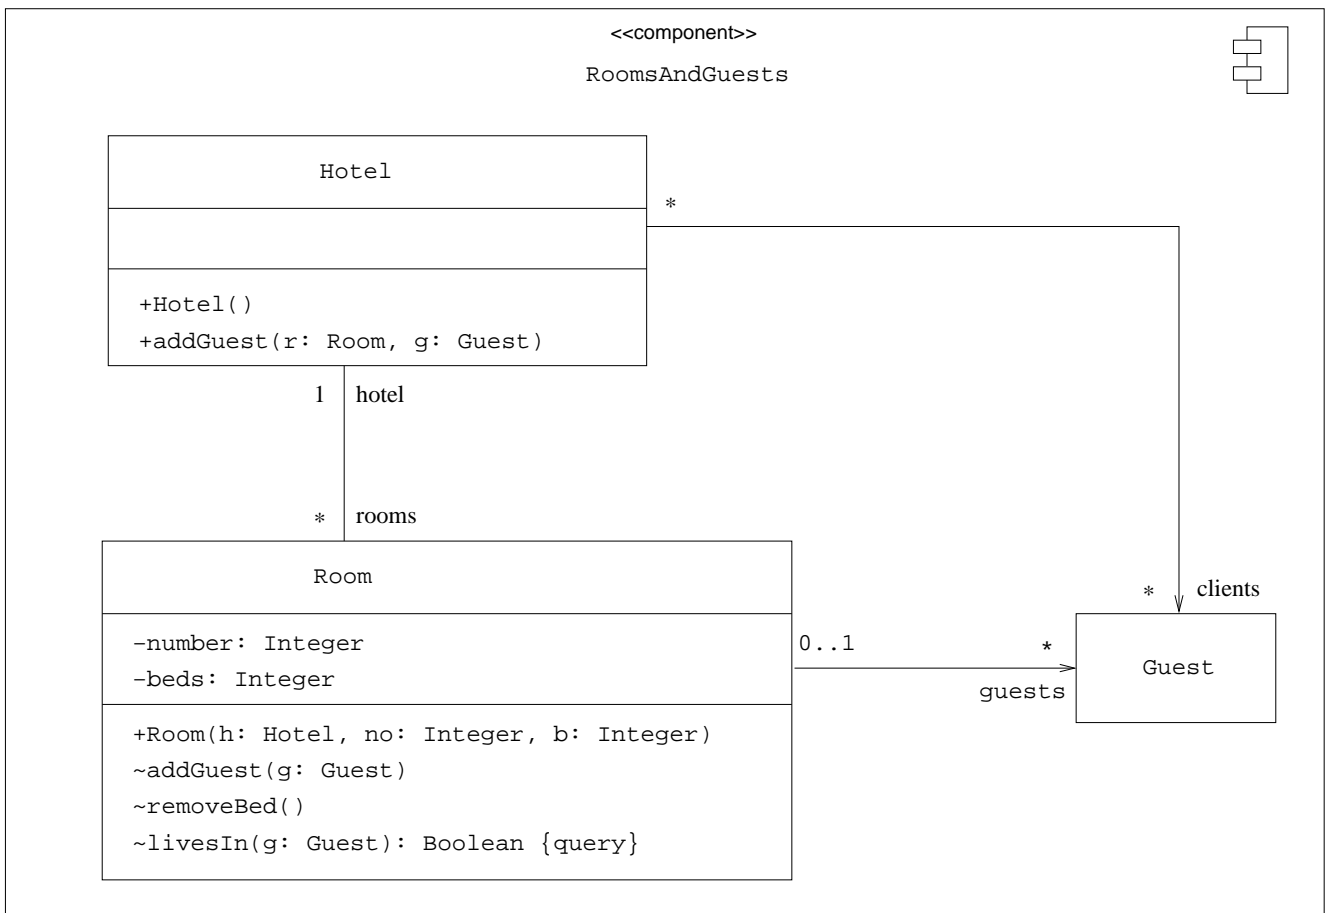 <<component>>
RoomsAndGuests
Hotel
*
+Hotel()
+addGuest(r: Room, g: Guest)
1 hotel
* rooms
Room
* clients
−number: Integer
−beds: Integer
0..1 *
guests
Guest
+Room(h: Hotel, no: Integer, b: Integer)
~addGuest(g: Guest)
~removeBed()
~livesIn(g: Guest): Boolean {query}